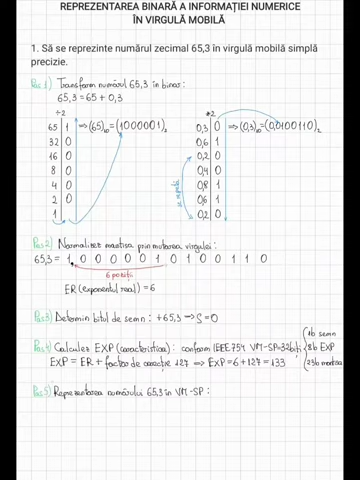 REPREZENTAREA BINARĂ A INFORMAȚIEI NUMERICE
ÎN VIRGULĂ MOBILĂ
1. Să se reprezinte numărul zecimal 65,3 în virgulă mobilă simplă
precizie.
Pas 1) Transform numărul 65,3 în binar:
65,3 = 65 + 0,3
÷2
65 | 1 ⇒ (65)₁₀ = (1000001)₂
32 | 0
16 | 0
8 | 0
4 | 0
2 | 0
1
*2
0,3 | 0 ⇒ (0,3)₁₀ = (0,0100110)₂
0,6 | 1
0,2 | 0
0,4 | 0
0,8 | 1
0,6 | 1
0,2 | 0
se repetă
Pas 2) Normalizez mantisa prin mutarea virgulei:
65,3 = 1, 0 0 0 0 0 1 0 1 0 0 1 1 0
6 poziții
ER (exponentul real) = 6
Pas 3) Determin bitul de semn: +65,3 → S = 0
Pas 4) Calculez EXP (caracteristica): conform IEEE754 VM-SP=32 biți
1b semn
8b EXP
23b mantisa
EXP = ER + factor de corecție 127 ⇒ EXP = 6 + 127 = 133
Pas 5) Reprezentarea numărului 65,3 în VM-SP: